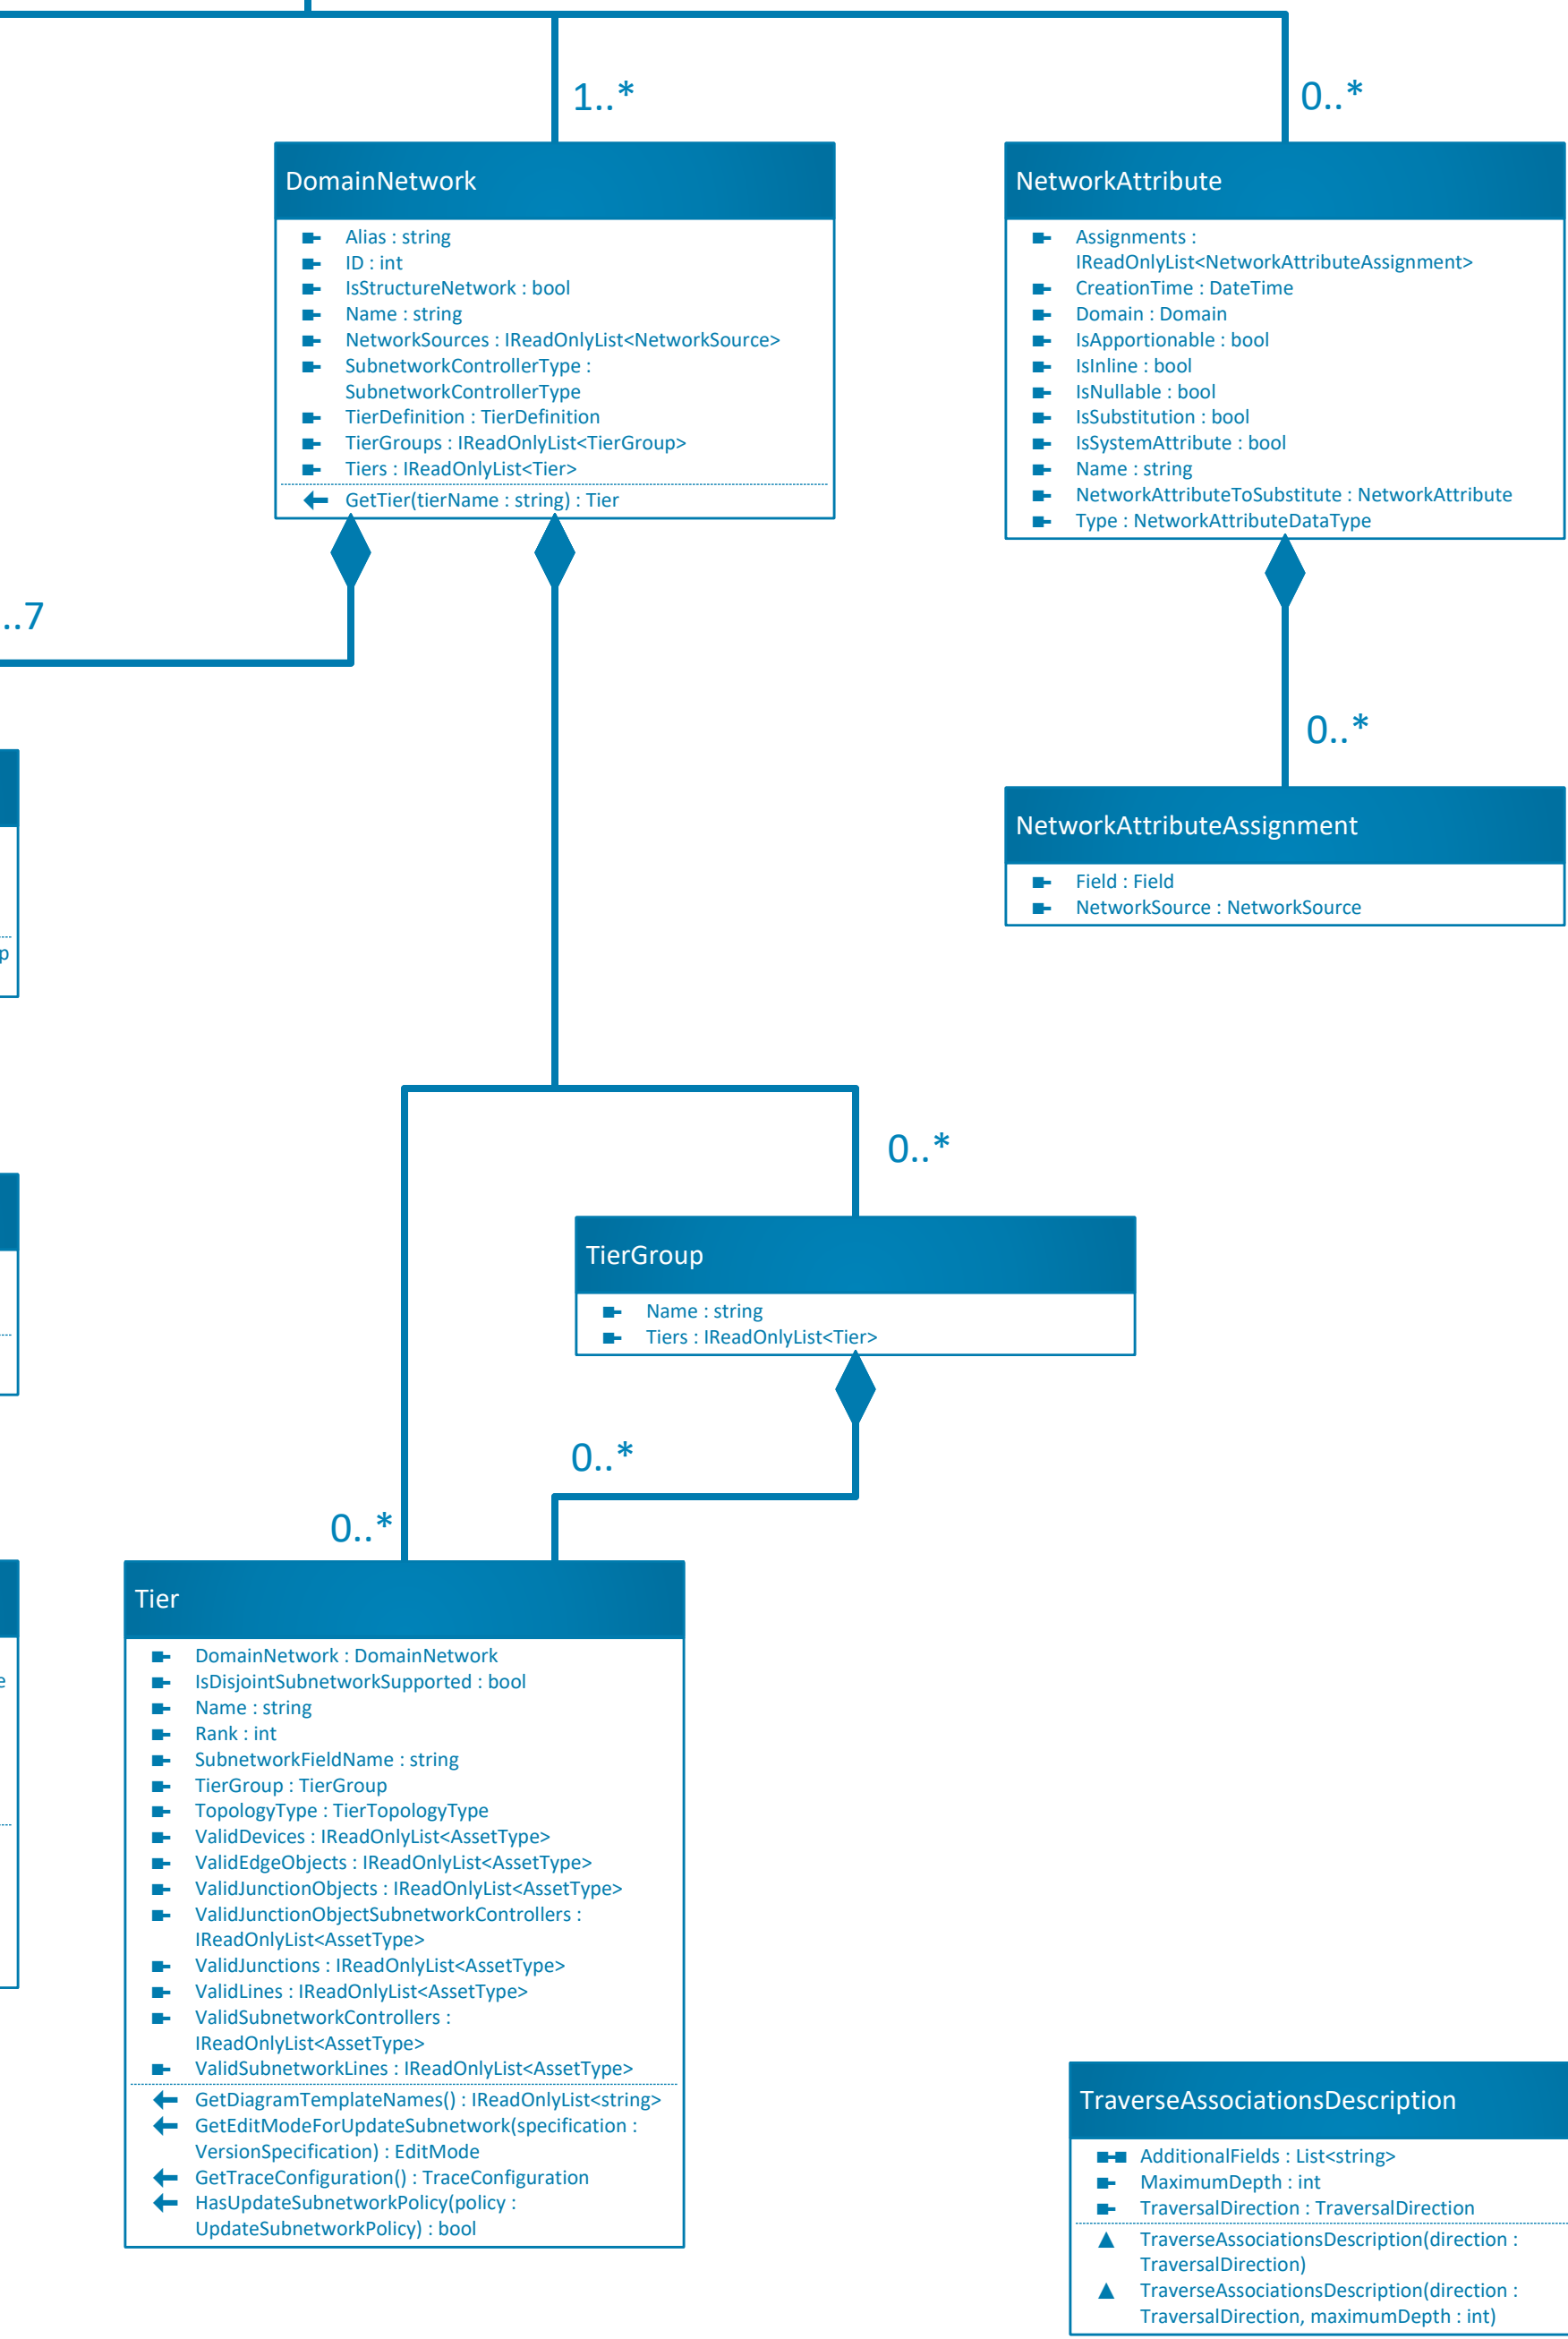 1..*
0..*
DomainNetwork
Alias : string
ID : int
IsStructureNetwork : bool
Name : string
NetworkSources : IReadOnlyList<NetworkSource>
SubnetworkControllerType :
SubnetworkControllerType
TierDefinition : TierDefinition
TierGroups : IReadOnlyList<TierGroup>
Tiers : IReadOnlyList<Tier>
GetTier(tierName : string) : Tier
NetworkAttribute
Assignments :
IReadOnlyList<NetworkAttributeAssignment>
CreationTime : DateTime
Domain : Domain
IsApportionable : bool
IsInline : bool
IsNullable : bool
IsSubstitution : bool
IsSystemAttribute : bool
Name : string
NetworkAttributeToSubstitute : NetworkAttribute
Type : NetworkAttributeDataType
..7
0..*
NetworkAttributeAssignment
Field : Field
NetworkSource : NetworkSource
p
0..*
TierGroup
Name : string
Tiers : IReadOnlyList<Tier>
0..*
0..*
Tier
DomainNetwork : DomainNetwork
IsDisjointSubnetworkSupported : bool
Name : string
Rank : int
SubnetworkFieldName : string
TierGroup : TierGroup
TopologyType : TierTopologyType
ValidDevices : IReadOnlyList<AssetType>
ValidEdgeObjects : IReadOnlyList<AssetType>
ValidJunctionObjects : IReadOnlyList<AssetType>
ValidJunctionObjectSubnetworkControllers :
IReadOnlyList<AssetType>
ValidJunctions : IReadOnlyList<AssetType>
ValidLines : IReadOnlyList<AssetType>
ValidSubnetworkControllers :
IReadOnlyList<AssetType>
ValidSubnetworkLines : IReadOnlyList<AssetType>
GetDiagramTemplateNames() : IReadOnlyList<string>
GetEditModeForUpdateSubnetwork(specification :
VersionSpecification) : EditMode
GetTraceConfiguration() : TraceConfiguration
HasUpdateSubnetworkPolicy(policy :
UpdateSubnetworkPolicy) : bool
e
TraverseAssociationsDescription
AdditionalFields : List<string>
MaximumDepth : int
TraversalDirection : TraversalDirection
TraverseAssociationsDescription(direction :
TraversalDirection)
TraverseAssociationsDescription(direction :
TraversalDirection, maximumDepth : int)